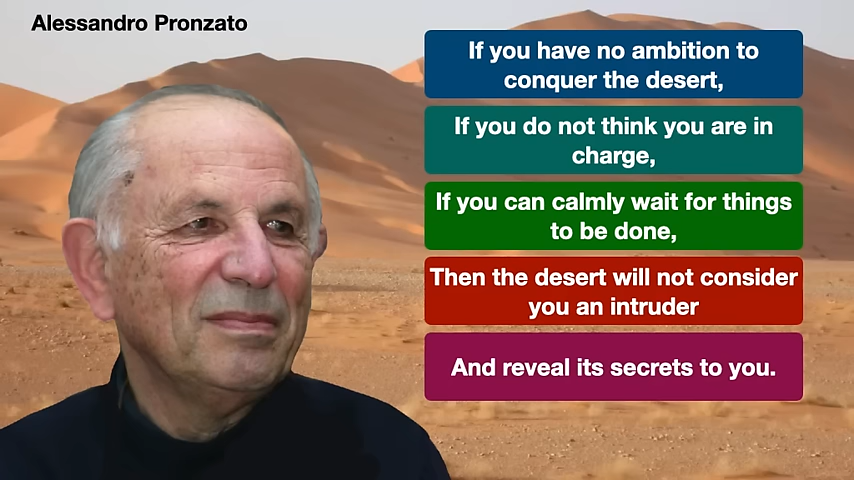 Alessandro Pronzato
If you have no ambition to
conquer the desert,
If you do not think you are in
charge,
If you can calmly wait for things
to be done,
Then the desert will not consider
you an intruder
And reveal its secrets to you.